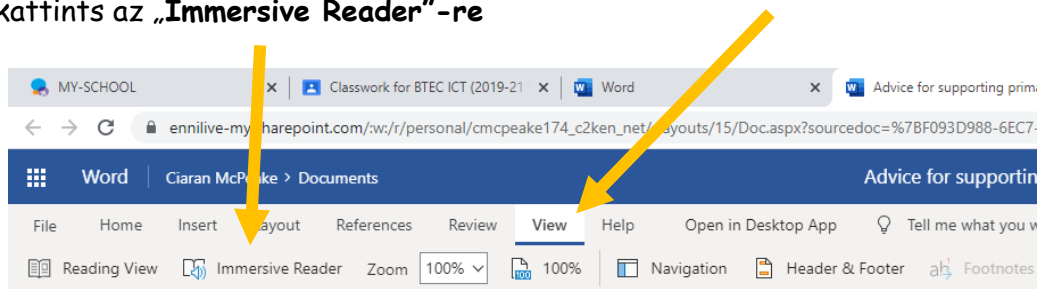 kattints az „Immersive Reader”-re
MY-SCHOOL Classwork for BTEC ICT (2019-21 Word Advice for supporting prima
ennilive-my.sharepoint.com/:w:/r/personal/cmcpeake174_c2ken_net/_layouts/15/Doc.aspx?sourcedoc=%7BF093D988-6EC7-
Word Ciaran McPeake > Documents Advice for supportin
File Home Insert Layout References Review View Help Open in Desktop App Tell me what you w
Reading View Immersive Reader Zoom 100% 100% Navigation Header & Footer Footnotes